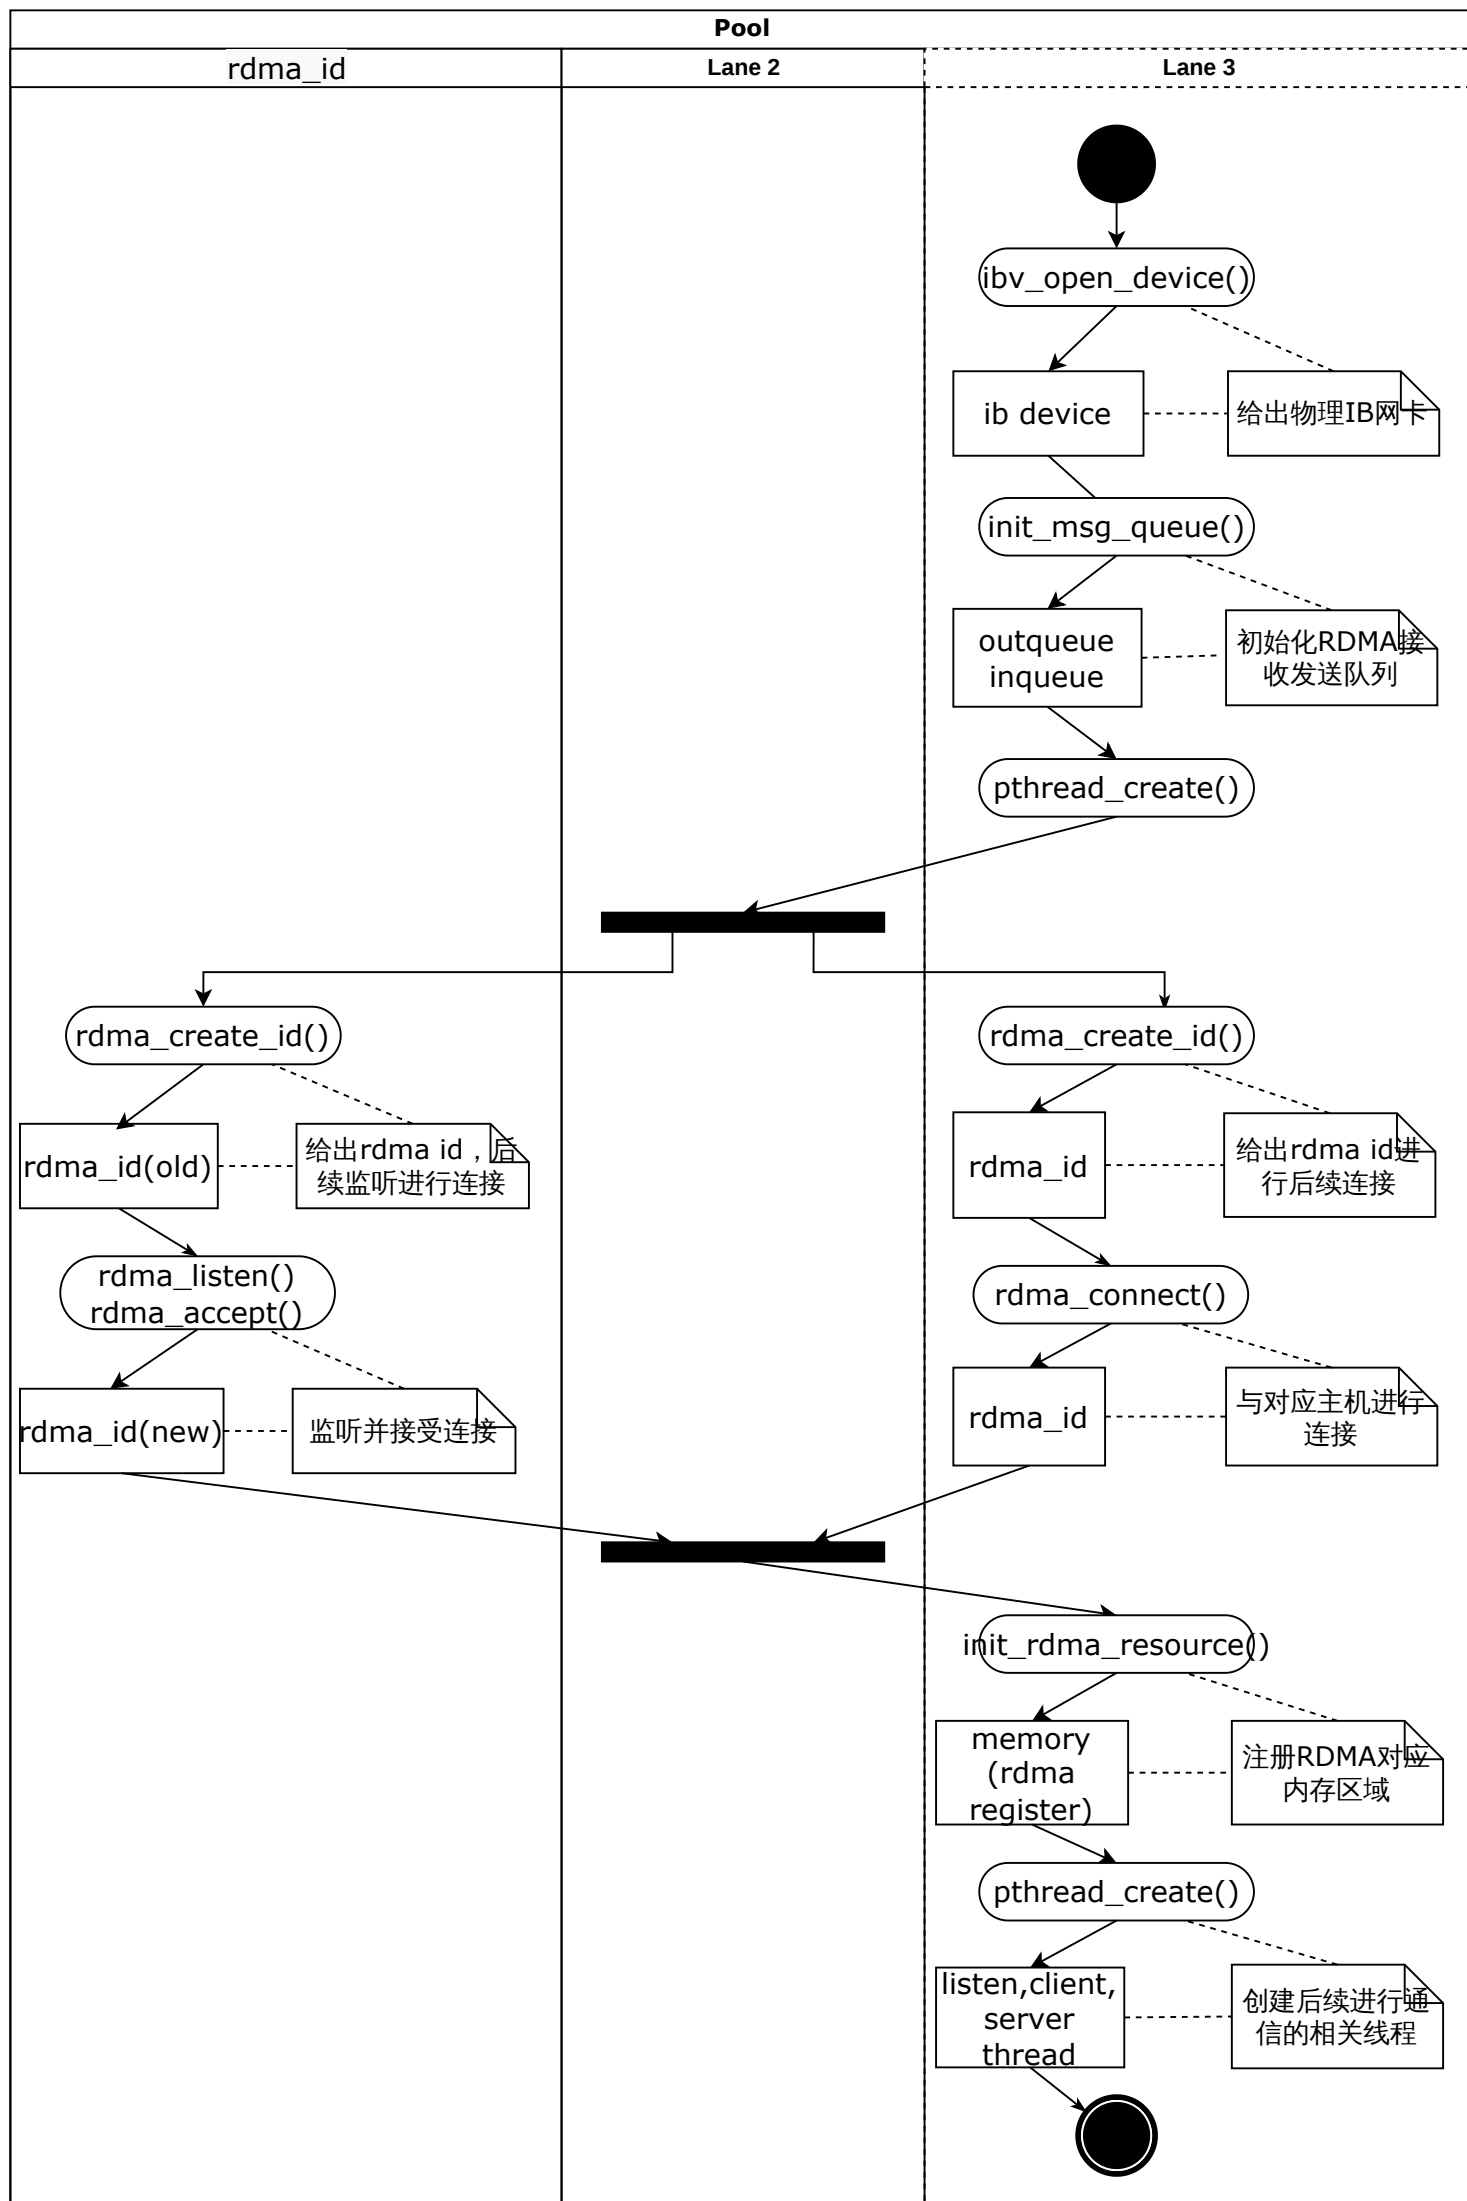 Pool
rdma_id
Lane 2
Lane 3
ibv_open_device()
ib device
给出物理IB网卡
init_msg_queue()
outqueue
inqueue
初始化RDMA接
收发送队列
pthread_create()
rdma_create_id()
rdma_create_id()
rdma_id(old)
给出rdma id，后
续监听进行连接
rdma_id
给出rdma id进
行后续连接
rdma_listen()
rdma_accept()
rdma_connect()
rdma_id(new)
监听并接受连接
rdma_id
与对应主机进行
连接
init_rdma_resource()
memory
(rdma
register)
注册RDMA对应
内存区域
pthread_create()
listen,client,
server
thread
创建后续进行通
信的相关线程